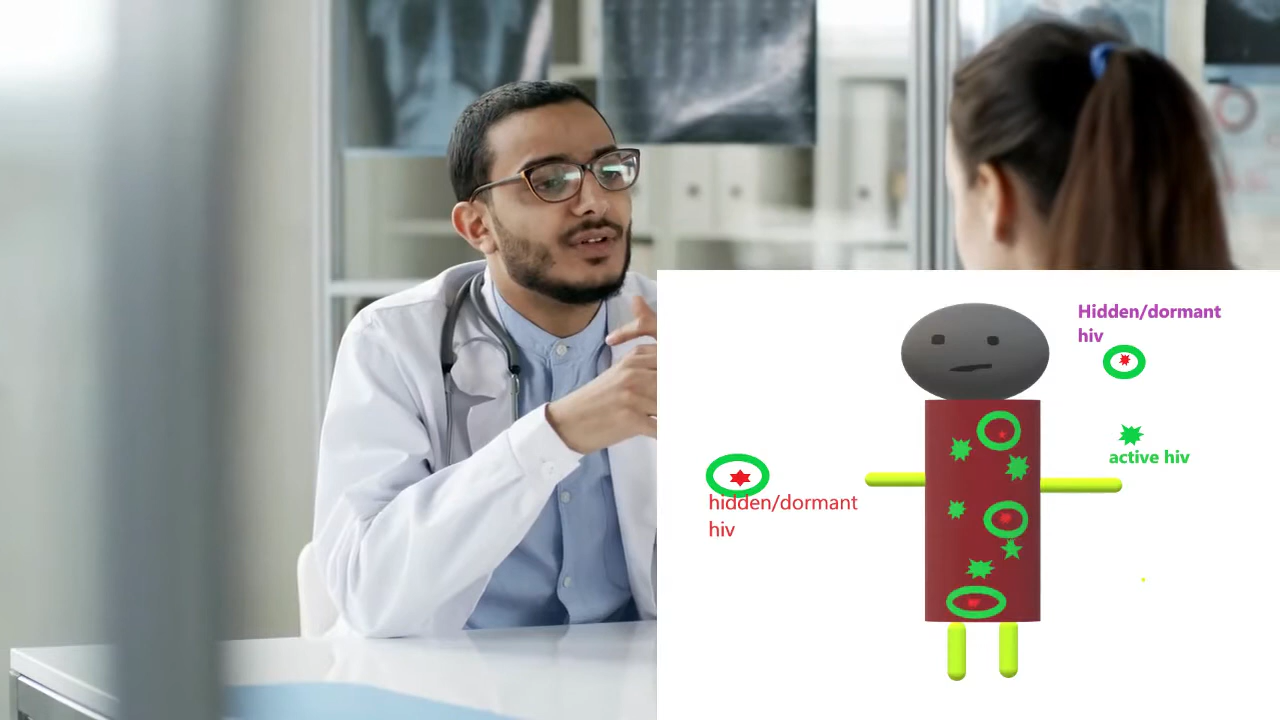 Hidden/dormant
hiv
active hiv
hidden/dormant
hiv